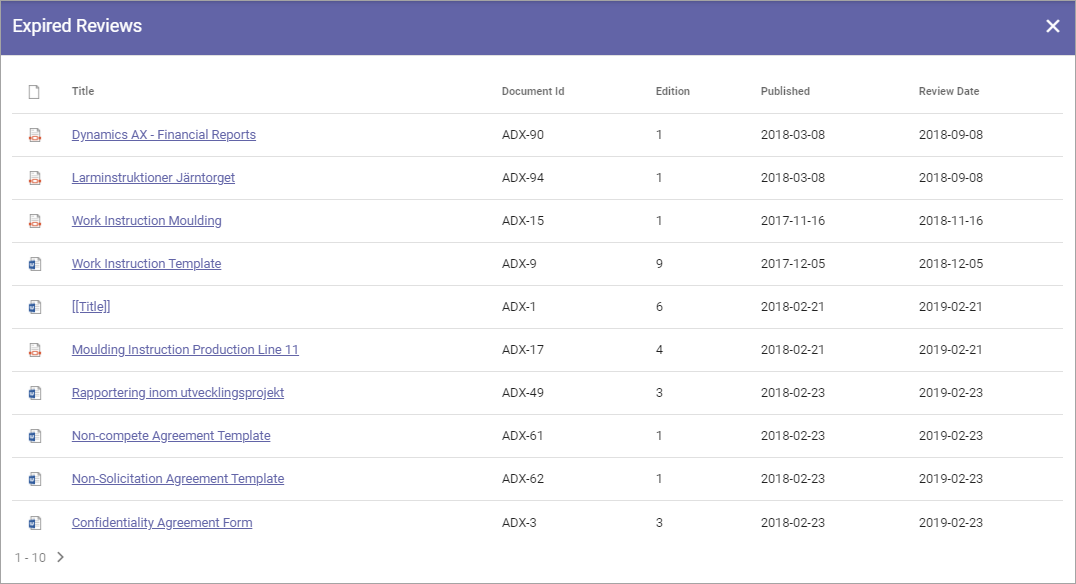 Expired Reviews
Title Document Id Edition Published Review Date
Dynamics AX - Financial Reports ADX-90 1 2018-03-08 2018-09-08
Larminstruktioner Järntorget ADX-94 1 2018-03-08 2018-09-08
Work Instruction Moulding ADX-15 1 2017-11-16 2018-11-16
Work Instruction Template ADX-9 9 2017-12-05 2018-12-05
[[Title]] ADX-1 6 2018-02-21 2019-02-21
Moulding Instruction Production Line 11 ADX-17 4 2018-02-21 2019-02-21
Rapportering inom utvecklingsprojekt ADX-49 3 2018-02-23 2019-02-23
Non-compete Agreement Template ADX-61 1 2018-02-23 2019-02-23
Non-Solicitation Agreement Template ADX-62 1 2018-02-23 2019-02-23
Confidentiality Agreement Form ADX-3 3 2018-02-23 2019-02-23
1 - 10